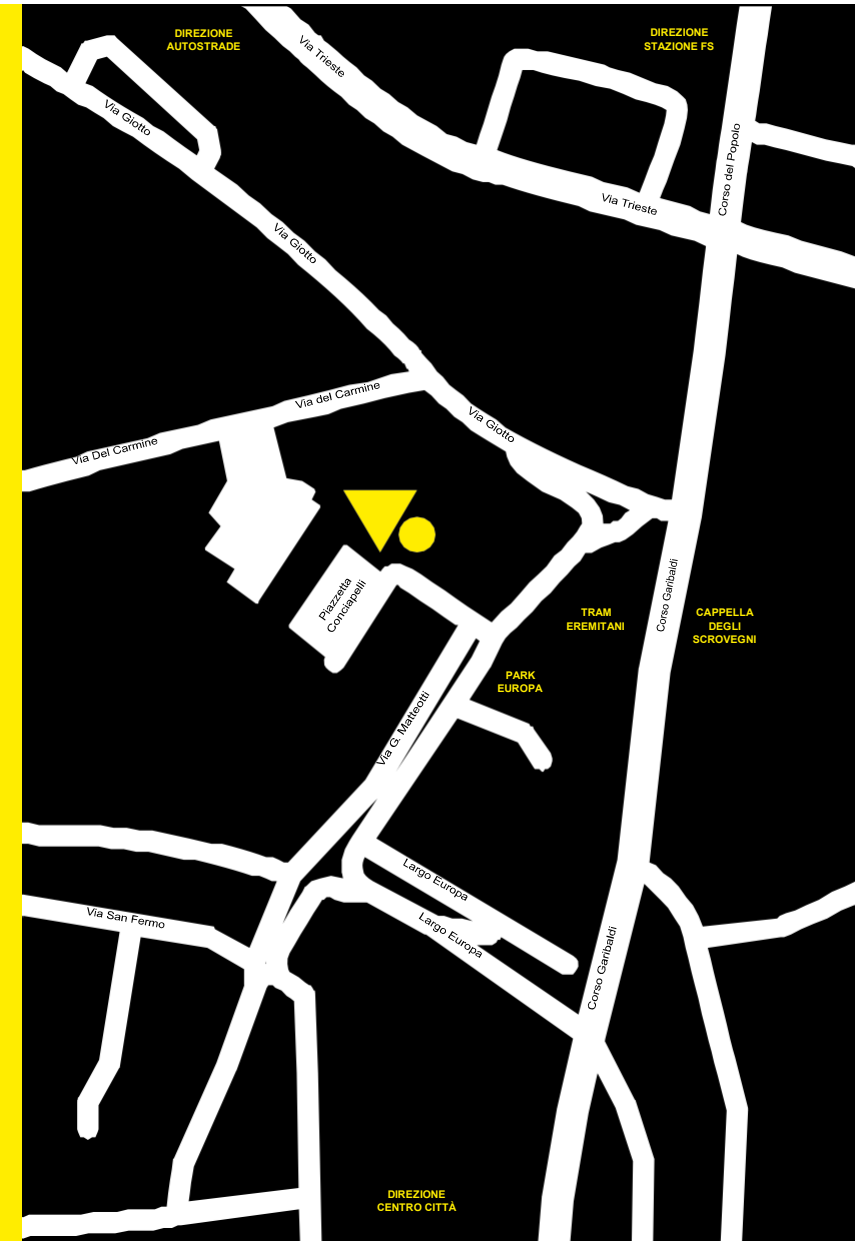 DIREZIONE
AUTOSTRADE
DIREZIONE
STAZIONE FS
Via Trieste
Via Giotto
Corso del Popolo
Via Trieste
Via Giotto
Via del Carmine
Via Giotto
Via Del Carmine
Piazzetta
Conciapelli
Corso Garibaldi
TRAM
EREMITANI
CAPPELLA
DEGLI
SCROVEGNI
PARK
EUROPA
Via G. Matteotti
Largo Europa
Via San Fermo
Largo Europa
Corso Garibaldi
DIREZIONE
CENTRO CITTÀ